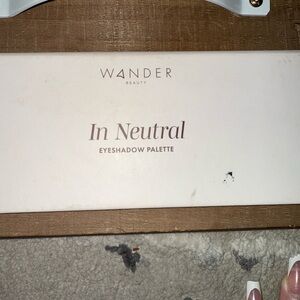 WANDER
BEAUTY
In Neutral
EYESHADOW PALETTE